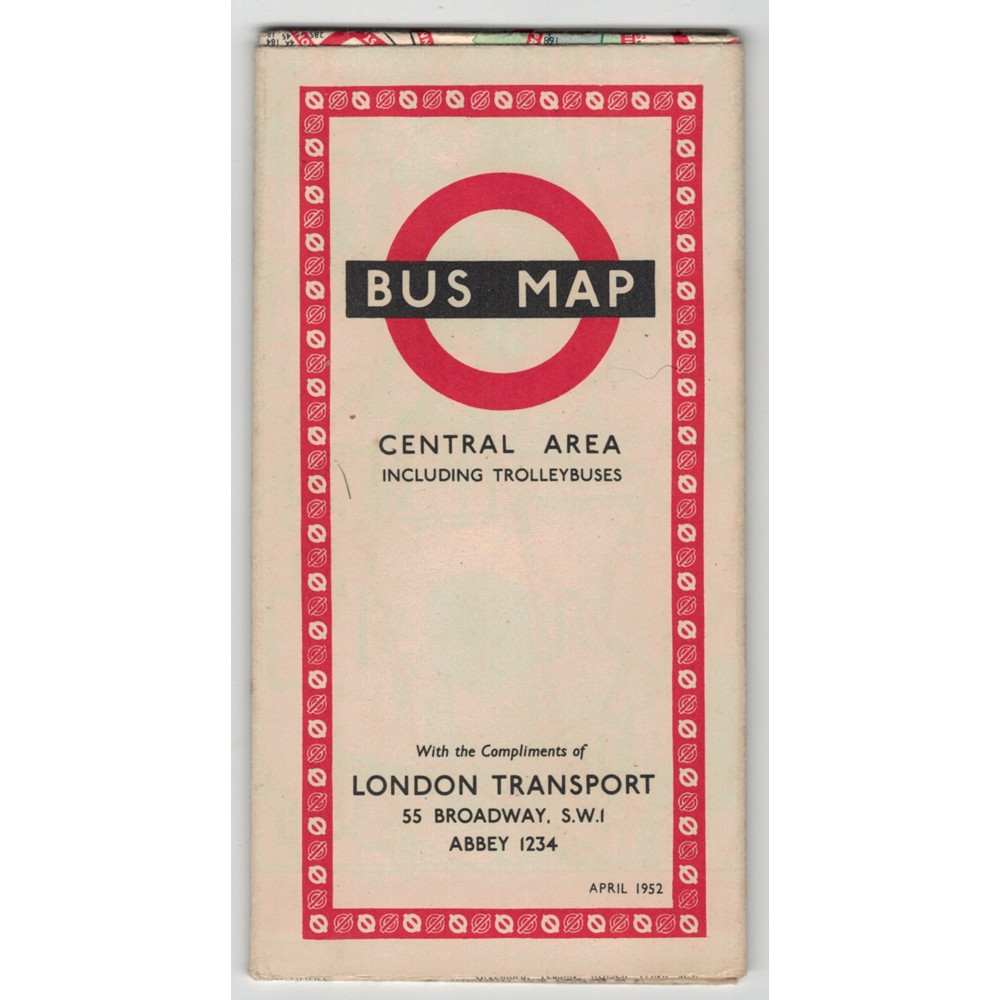 BUS MAP
CENTRAL AREA
INCLUDING TROLLEYBUSES
With the Compliments of
LONDON TRANSPORT
55 BROADWAY, S.W.1
ABBEY 1234
APRIL 1952